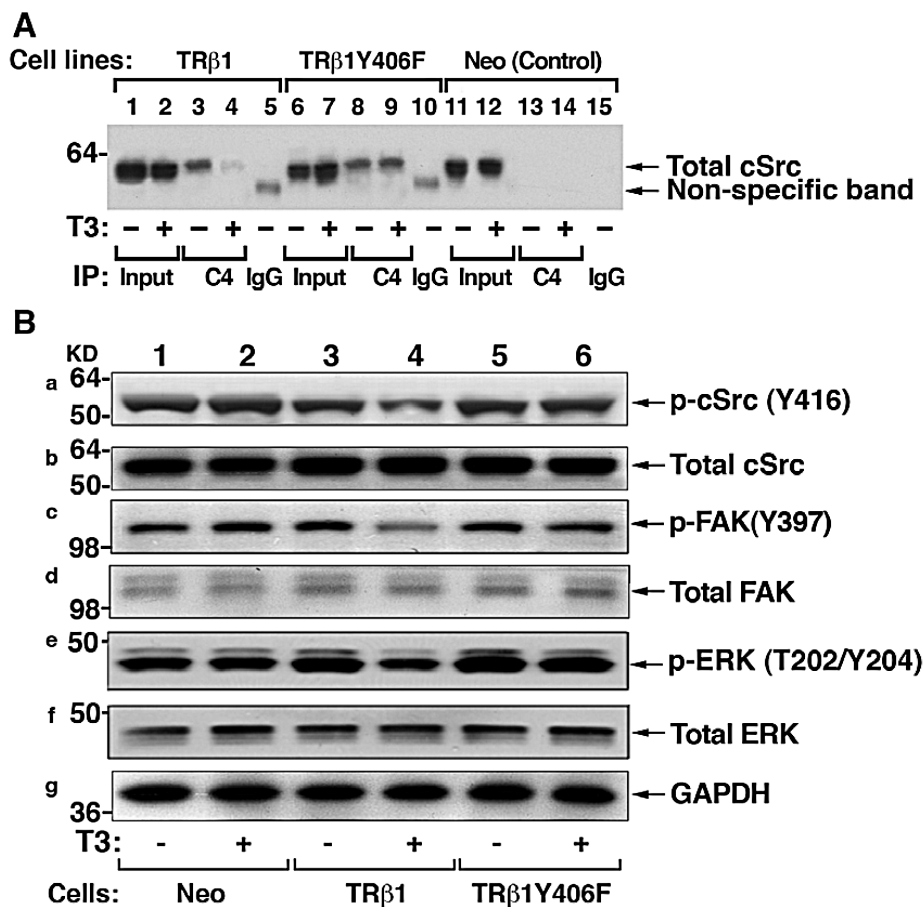 A
Cell lines: TRβ1 TRβ1Y406F Neo (Control)
1 2 3 4 5 6 7 8 9 10 11 12 13 14 15
64-
Total cSrc
Non-specific band
T3: - + - + - - + - + - - + - + -
IP: Input C4 IgG Input C4 IgG Input C4 IgG
B
KD 1 2 3 4 5 6
a 64- 50- p-cSrc (Y416)
b 64- 50- Total cSrc
c 98- p-FAK(Y397)
d 98- Total FAK
e 50- p-ERK (T202/Y204)
f 50- Total ERK
g 36- GAPDH
T3: - + - + - +
Cells: Neo TRβ1 TRβ1Y406F